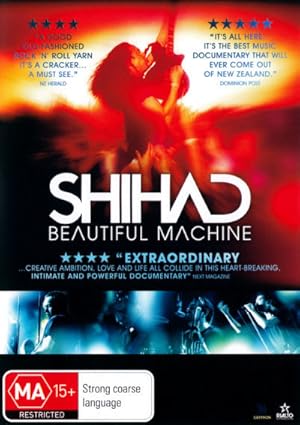 "A GOOD
OLD-FASHIONED
ROCK 'N' ROLL YARN
IT'S A CRACKER...
A MUST SEE."
NZ HERALD
"IT'S ALL HERE.
IT'S THE BEST MUSIC
DOCUMENTARY THAT WILL
EVER COME OUT
OF NEW ZEALAND."
DOMINION POST
SHIHAD
BEAUTIFUL MACHINE
"EXTRAORDINARY
...CREATIVE AMBITION, LOVE AND LIFE ALL COLLIDE IN THIS HEART-BREAKING,
INTIMATE AND POWERFUL DOCUMENTARY" NEXT MAGAZINE
MA 15+
RESTRICTED
Strong coarse
language
RIALTO